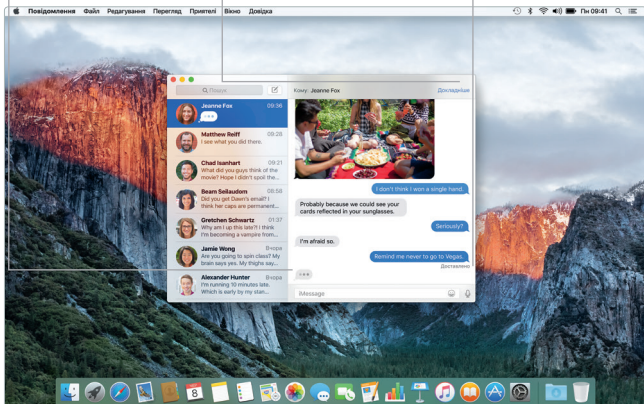 Повідомлення Файл Редагування Перегляд Приятелі Вікно Довідка
Пн 09:41
Пошук
Jeanne Fox 09:36
Matthew Reiff 09:28
I see what you did there.
Chad Isanhart 09:21
What did you guys think of the
movie? Hope I didn't spoil the...
Beam Seilaudom 08:58
Did you get Dawn's email? I
think her caps are permanent...
Gretchen Schwartz 01:37
Why am I up this late?! I think
I'm becoming a vampire from...
Jamie Wong Вчора
Are you going to spin class? My
brain says yes. My thighs say...
Alexander Hunter Вчора
I'm running 10 minutes late.
Which is early by my stan...
Кому: Jeanne Fox Докладніше
I don't think I won a single hand.
Probably because we could see your
cards reflected in your sunglasses.
Seriously?
I'm afraid so.
Remind me never to go to Vegas.
Доставлено
iMessage
8